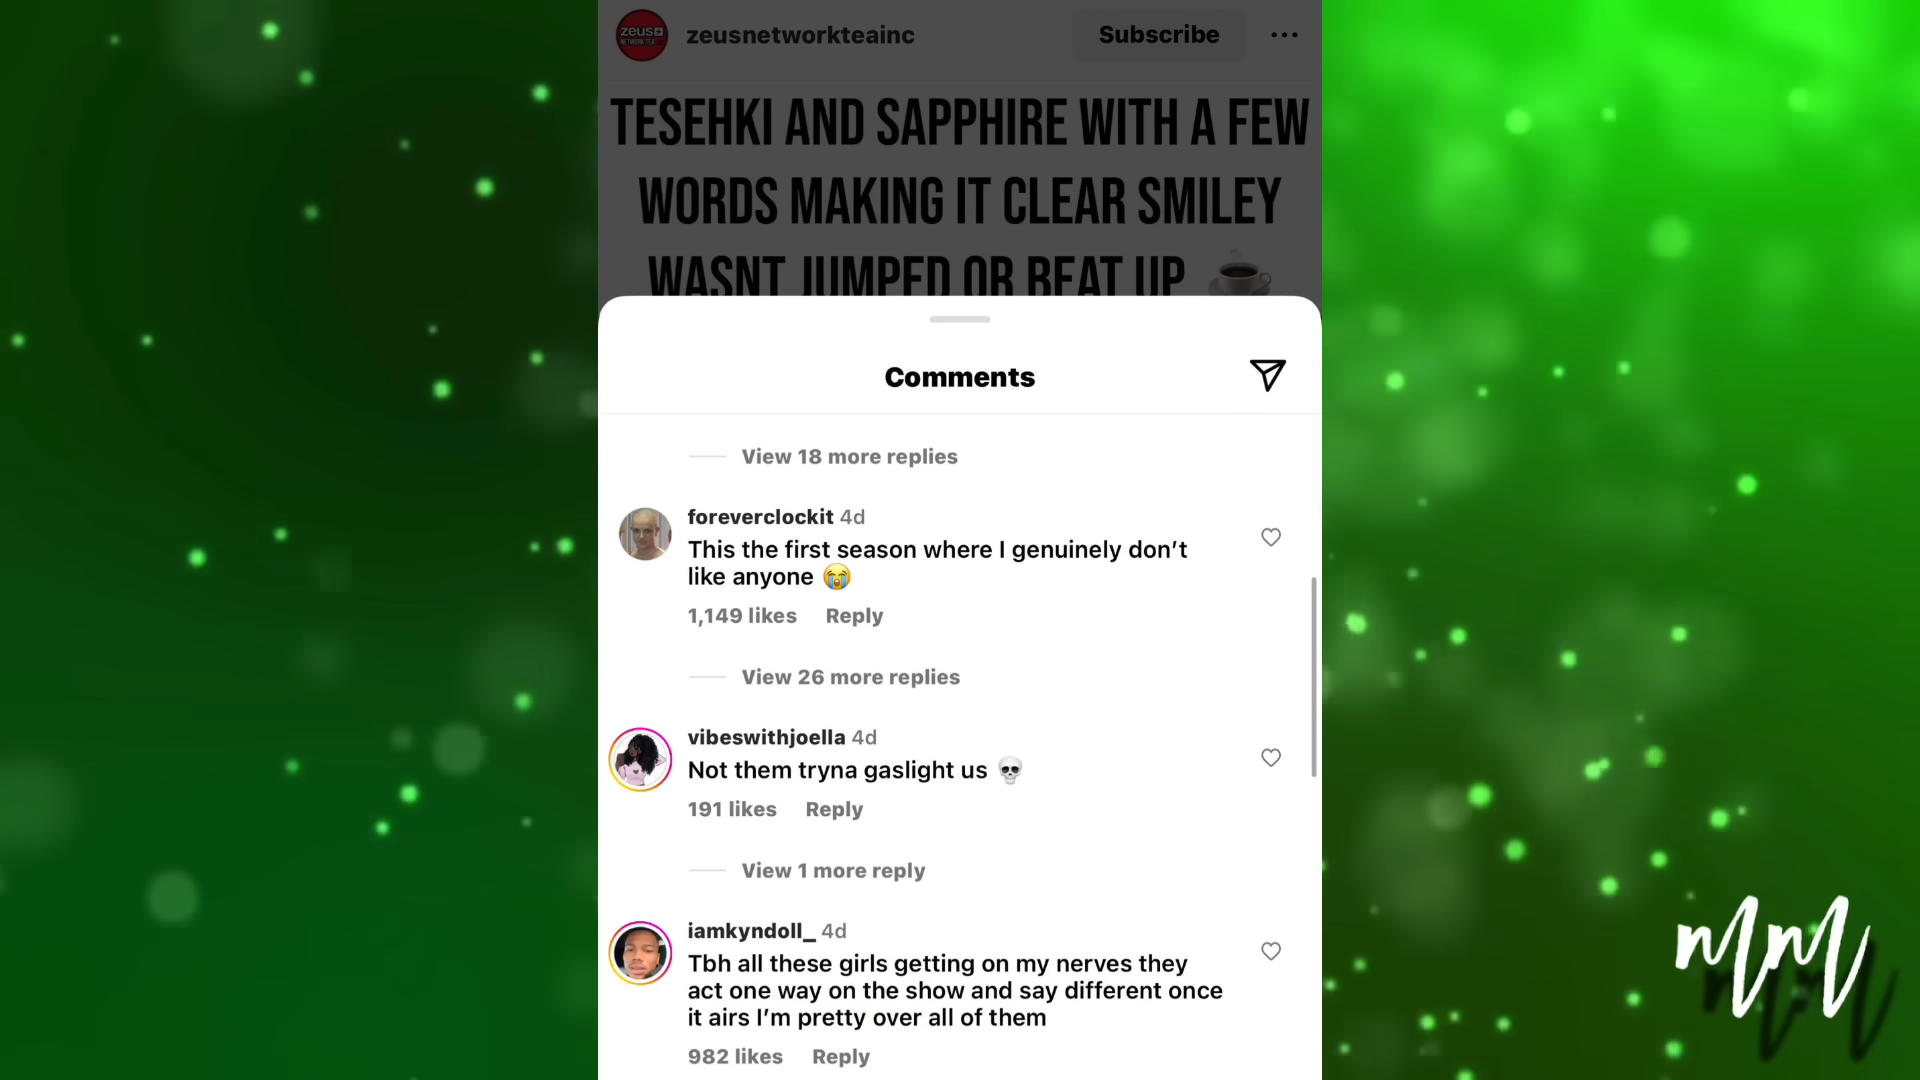 zeus
NETWORK TEA
zeusnetworkteainc
Subscribe
TESEHKI AND SAPPHIRE WITH A FEW
WORDS MAKING IT CLEAR SMILEY
WASNT JUMPED OR BEAT UP ☕
Comments
View 18 more replies
foreverclockit 4d
This the first season where I genuinely don’t
like anyone 😭
1,149 likes Reply
View 26 more replies
vibeswithjoella 4d
Not them tryna gaslight us 💀
191 likes Reply
View 1 more reply
iamkyndoll_ 4d
Tbh all these girls getting on my nerves they
act one way on the show and say different once
it airs I’m pretty over all of them
982 likes Reply
mm